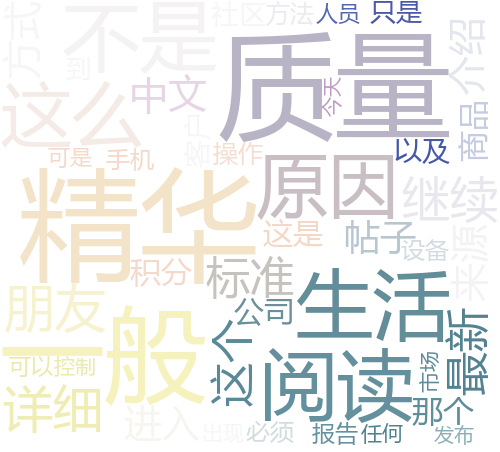 方式
不是
社区
方法
人员
只是
质量
介绍
这么
到
中文
今天
客户
商品
可是
手机
操作
以及
精华
原因
继续
这是
帖子
设备
来源
积分
标准
朋友
公司
生活
一般
这个
最新
可以控制
阅读
市场
详细
进入
那个
出现
必须
报告
任何
发布